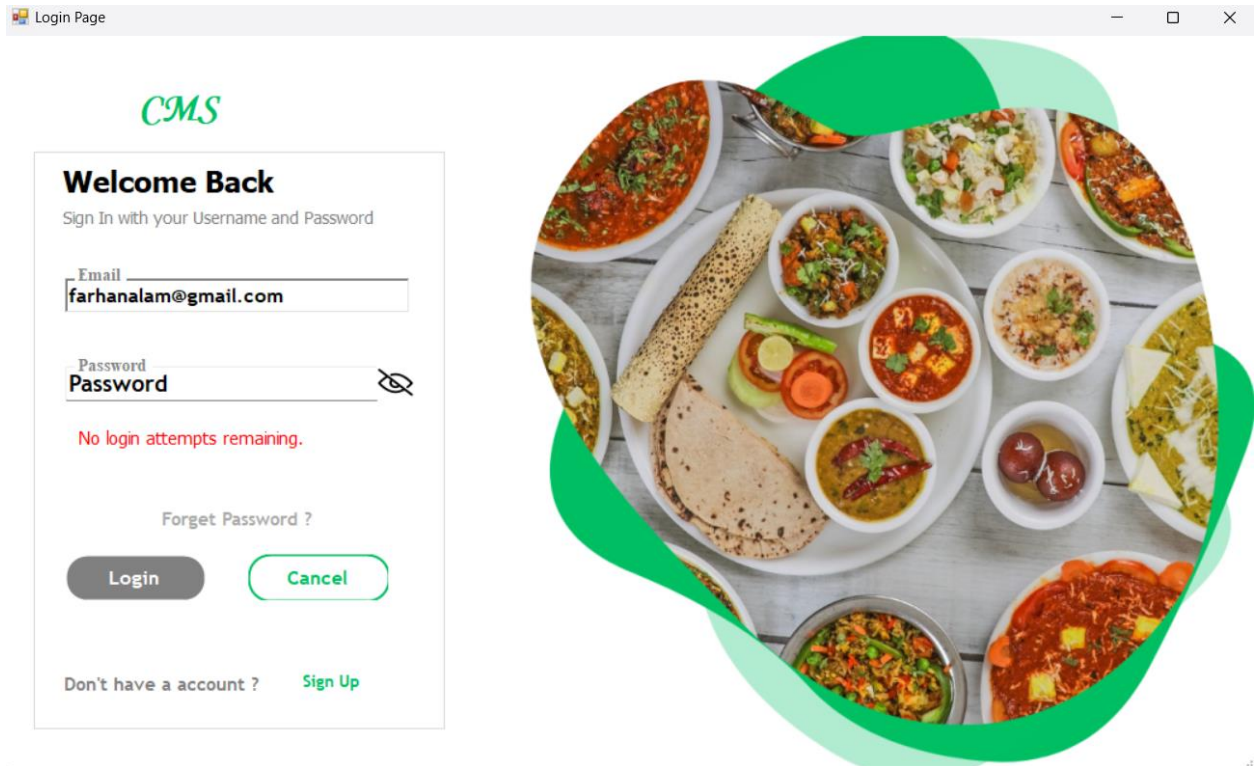 Login Page
CMS
Welcome Back
Sign In with your Username and Password
Email
farhanalam@gmail.com
Password
Password
No login attempts remaining.
Forget Password ?
Login Cancel
Don't have a account ? Sign Up